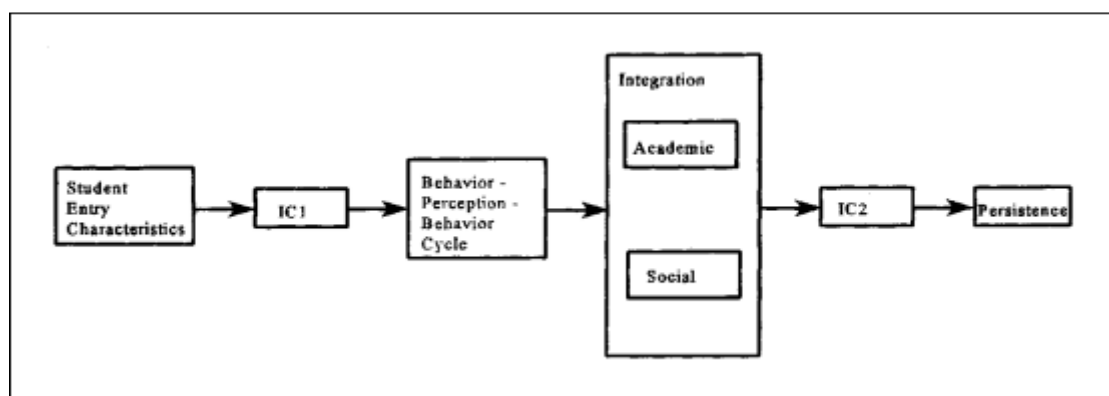 Student
Entry
Characteristics
IC1
Behavior -
Perception -
Behavior
Cycle
Integration
Academic
Social
IC2
Persistence